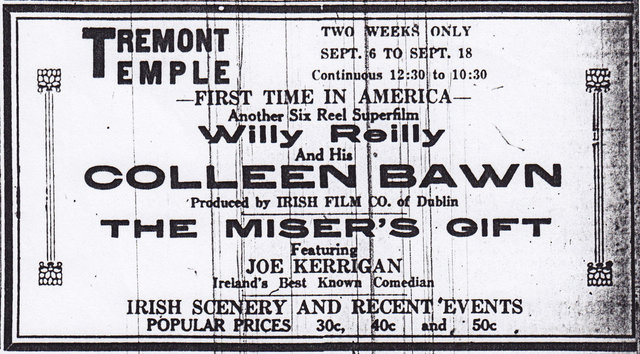 TREMONT TEMPLE
TWO WEEKS ONLY
SEPT. 6 TO SEPT. 18
Continuous 12:30 to 10:30
—FIRST TIME IN AMERICA—
Another Six Reel Superfilm
Willy Reilly
And His
COLLEEN BAWN
Produced by IRISH FILM CO. of Dublin
THE MISER'S GIFT
Featuring
JOE KERRIGAN
Ireland's Best Known Comedian
IRISH SCENERY AND RECENT EVENTS
POPULAR PRICES 30c, 40c and 50c